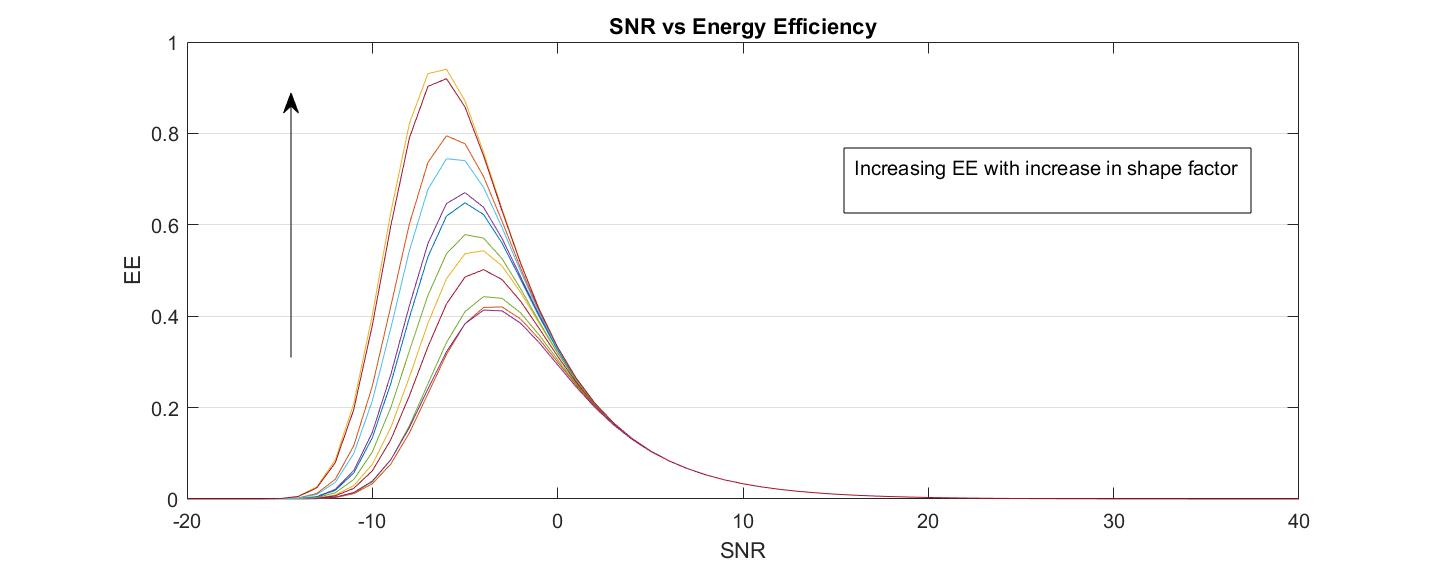 SNR vs Energy Efficiency
1
0.8
Increasing EE with increase in shape factor
0.6
EE
0.4
0.2
0
-20 -10 0 10 20 30 40
SNR